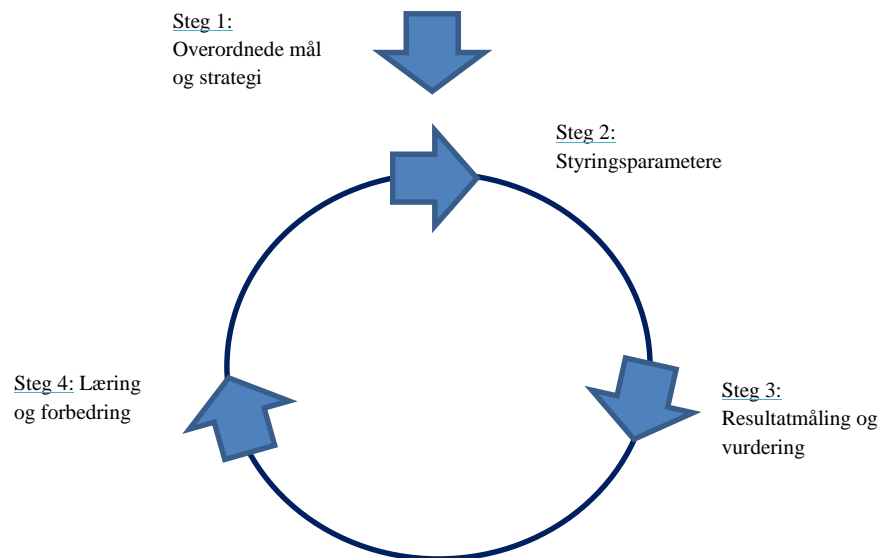 Steg 1:
Overordnede mål
og strategi
Steg 2:
Styringsparametere
Steg 3:
Resultatmåling og
vurdering
Steg 4: Læring
og forbedring